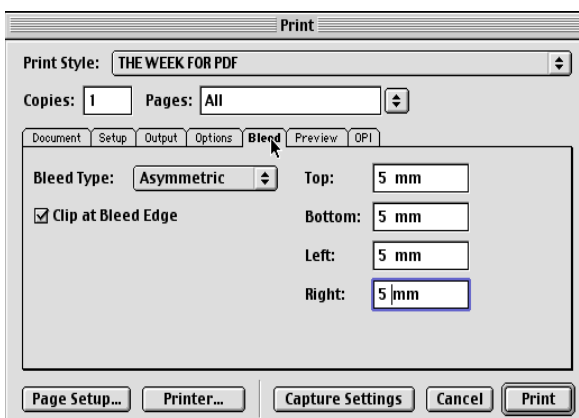 Print
Print Style: THE WEEK FOR PDF
Copies: 1 Pages: All
Document Setup Output Options Bleed Preview OPI
Bleed Type: Asymmetric Top: 5 mm
Clip at Bleed Edge Bottom: 5 mm
Left: 5 mm
Right: 5 mm
Page Setup... Printer... Capture Settings Cancel Print